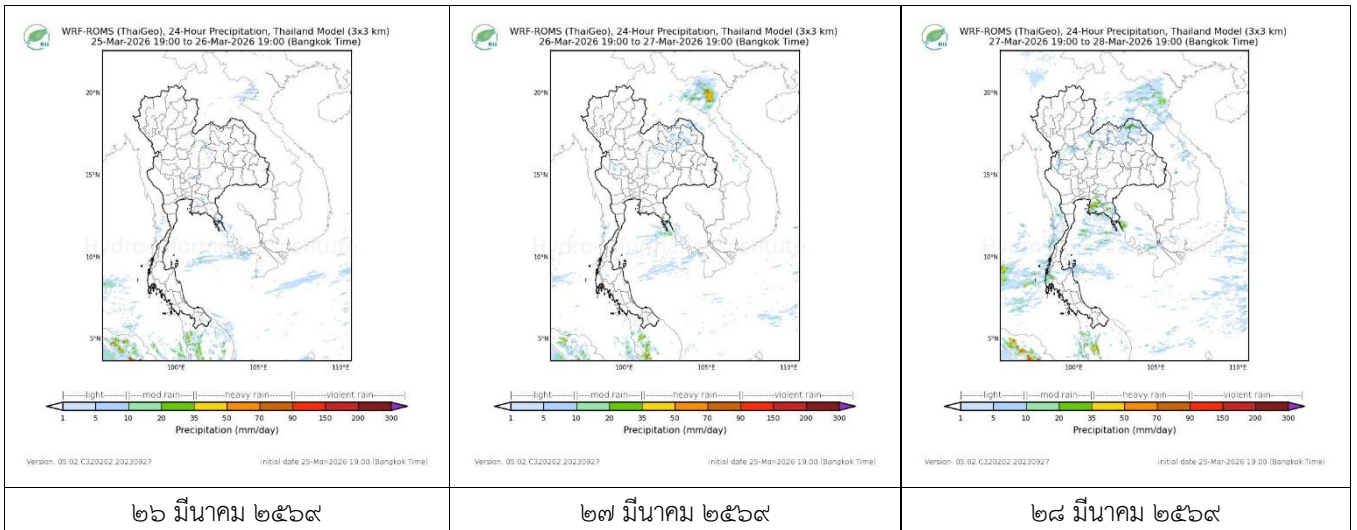 WRF-ROMS (ThaiGeo), 24-Hour Precipitation, Thailand Model (3x3 km)
25-Mar-2026 19:00 to 26-Mar-2026 19:00 (Bangkok Time)
HII
20°N
15°N
10°N
5°N
100°E 105°E 110°E
Hydro Informatics Institute
|-------light-------||----mod.rain----||-------heavy rain-------||-------violent rain-------|
1 5 10 20 35 50 70 90 150 200 300
Precipitation (mm/day)
Version: 05.02.C320202.20230927 initial date 25-Mar-2026 19:00 (Bangkok Time)
๒๖ มีนาคม ๒๕๖๙
WRF-ROMS (ThaiGeo), 24-Hour Precipitation, Thailand Model (3x3 km)
26-Mar-2026 19:00 to 27-Mar-2026 19:00 (Bangkok Time)
HII
20°N
15°N
10°N
5°N
100°E 105°E 110°E
Hydro Informatics Institute
|-------light-------||----mod.rain----||-------heavy rain-------||-------violent rain-------|
1 5 10 20 35 50 70 90 150 200 300
Precipitation (mm/day)
Version: 05.02.C320202.20230927 initial date 25-Mar-2026 19:00 (Bangkok Time)
๒๗ มีนาคม ๒๕๖๙
WRF-ROMS (ThaiGeo), 24-Hour Precipitation, Thailand Model (3x3 km)
27-Mar-2026 19:00 to 28-Mar-2026 19:00 (Bangkok Time)
HII
20°N
15°N
10°N
5°N
100°E 105°E 110°E
Hydro Informatics Institute
|-------light-------||----mod.rain----||-------heavy rain-------||-------violent rain-------|
1 5 10 20 35 50 70 90 150 200 300
Precipitation (mm/day)
Version: 05.02.C320202.20230927 initial date 25-Mar-2026 19:00 (Bangkok Time)
๒๘ มีนาคม ๒๕๖๙